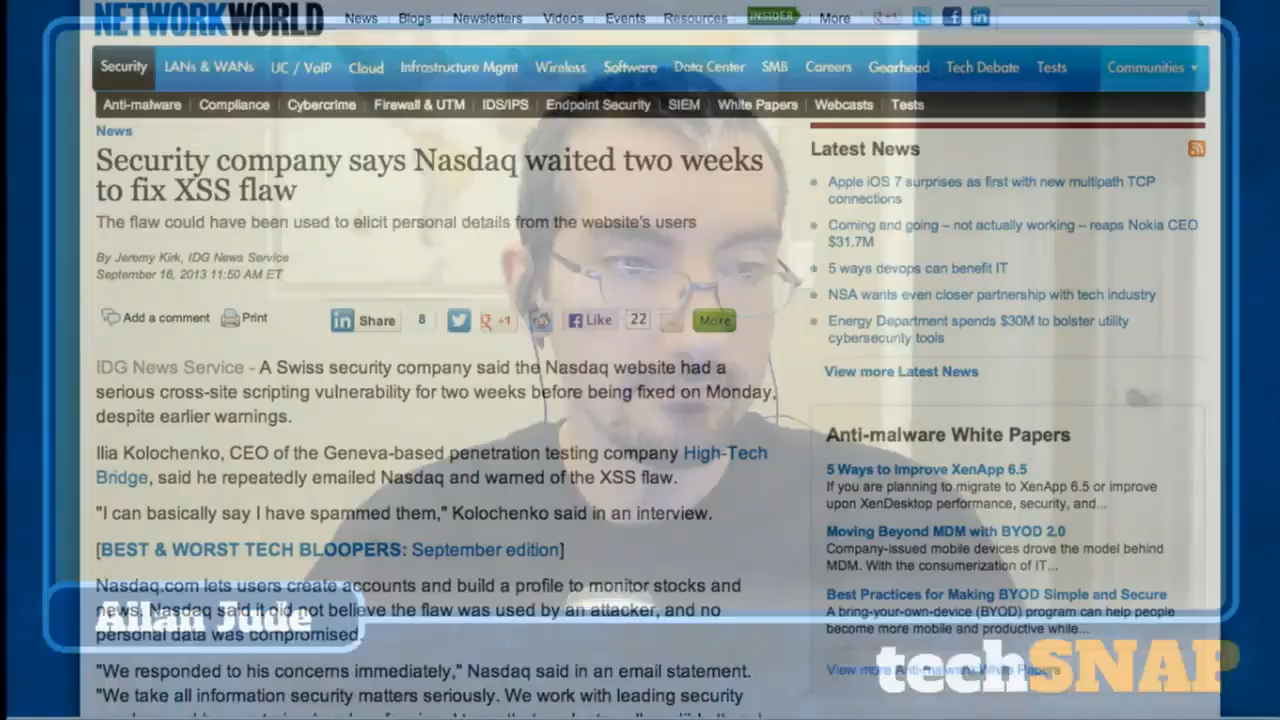 NETWORKWORLD
News Blogs Newsletters Videos Events Resources INSIDER More
Security LANs & WANs UC / VoIP Cloud Infrastructure Mgmt Wireless Software Data Center SMB Careers Gearhead Tech Debate Tests Communities
Anti-malware Compliance Cybercrime Firewall & UTM IDS/IPS Endpoint Security SIEM White Papers Webcasts Tests
News
Security company says Nasdaq waited two weeks
to fix XSS flaw
The flaw could have been used to elicit personal details from the website's users
By Jeremy Kirk, IDG News Service
September 16, 2013 11:50 AM ET
Add a comment Print Share 8 +1 Like 22 More
IDG News Service - A Swiss security company said the Nasdaq website had a
serious cross-site scripting vulnerability for two weeks before being fixed on Monday,
despite earlier warnings.
Ilia Kolochenko, CEO of the Geneva-based penetration testing company High-Tech
Bridge, said he repeatedly emailed Nasdaq and warned of the XSS flaw.
"I can basically say I have spammed them," Kolochenko said in an interview.
[BEST & WORST TECH BLOOPERS: September edition]
Nasdaq.com lets users create accounts and build a profile to monitor stocks and
news. Nasdaq said it did not believe the flaw was used by an attacker, and no
personal data was compromised.
"We responded to his concerns immediately," Nasdaq said in an email statement.
"We take all information security matters seriously. We work with leading security
Latest News
Apple iOS 7 surprises as first with new multipath TCP
connections
Coming and going – not actually working – reaps Nokia CEO
$31.7M
5 ways devops can benefit IT
NSA wants even closer partnership with tech industry
Energy Department spends $30M to bolster utility
cybersecurity tools
View more Latest News
Anti-malware White Papers
5 Ways to Improve XenApp 6.5
If you are planning to migrate to XenApp 6.5 or improve
upon XenDesktop performance, security, and...
Moving Beyond MDM with BYOD 2.0
Company-issued mobile devices drove the model behind
MDM. With the consumerization of IT...
Best Practices for Making BYOD Simple and Secure
A bring-your-own-device (BYOD) program can help people
become more mobile and productive while...
View more Anti-malware White Papers
Allan Jude
techSNAP